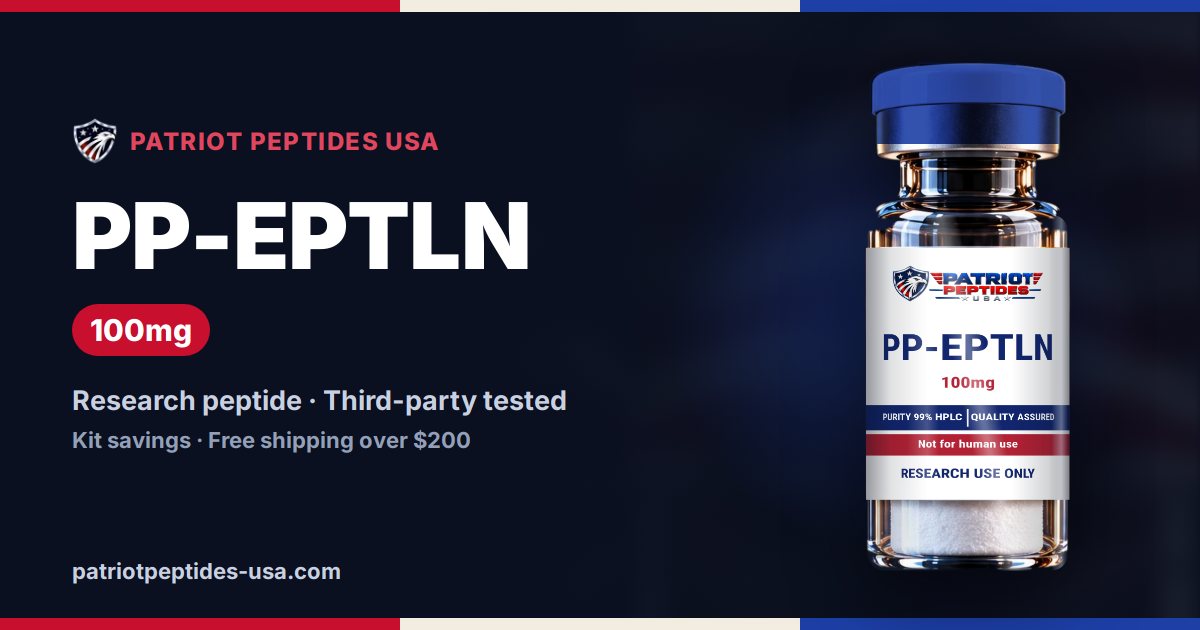 PATRIOT PEPTIDES USA
PP-EPTLN
100mg
Research peptide · Third-party tested
Kit savings · Free shipping over $200
patriotpeptides-usa.com
PATRIOT
PEPTIDES
USA
PP-EPTLN
100mg
PURITY 99% HPLC | QUALITY ASSURED
Not for human use
RESEARCH USE ONLY